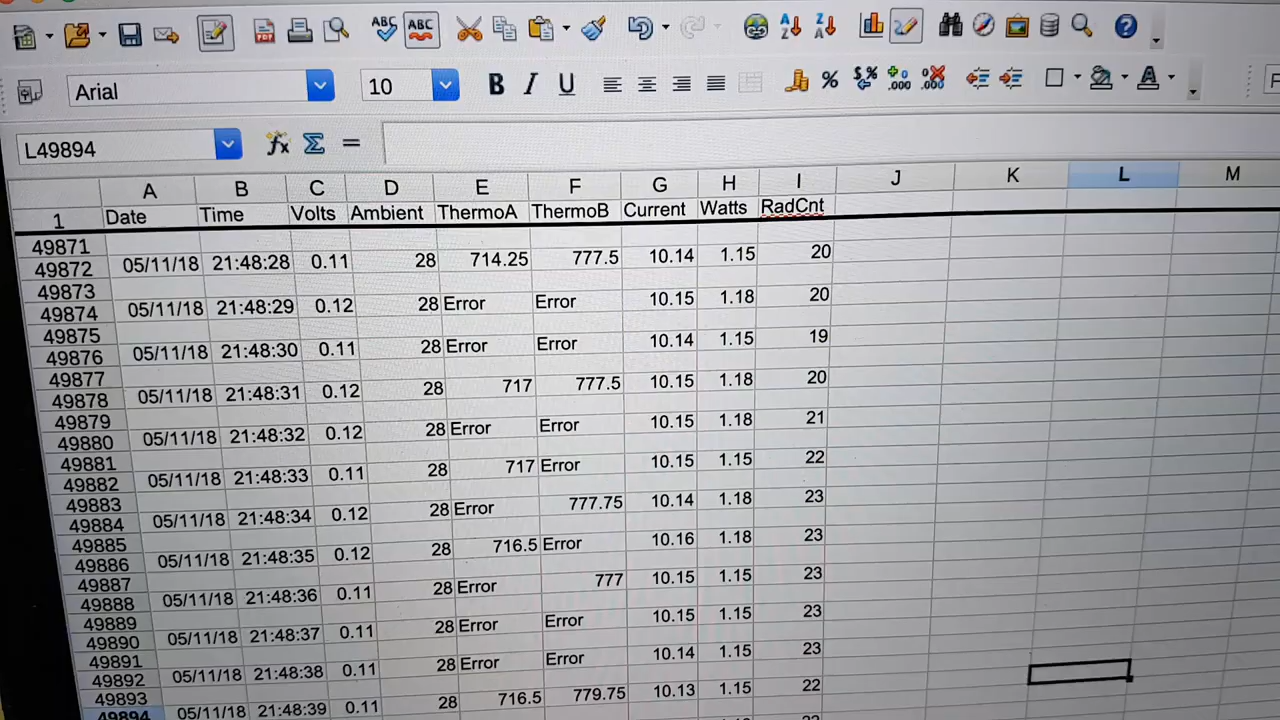 ABC ABC
Arial 10 B I U % $% .000 .000
L49894 fx Σ =
A B C D E F G H I J K L M
1 Date Time Volts Ambient ThermoA ThermoB Current Watts RadCnt
49871
49872 05/11/18 21:48:28 0.11 28 714.25 777.5 10.14 1.15 20
49873
49874 05/11/18 21:48:29 0.12 28 Error Error 10.15 1.18 20
49875
49876 05/11/18 21:48:30 0.11 28 Error Error 10.14 1.15 19
49877
49878 05/11/18 21:48:31 0.12 28 717 777.5 10.15 1.18 20
49879
49880 05/11/18 21:48:32 0.12 28 Error Error 10.15 1.18 21
49881
49882 05/11/18 21:48:33 0.11 28 717 Error 10.15 1.15 22
49883
49884 05/11/18 21:48:34 0.12 28 Error 777.75 10.14 1.18 23
49885
49886 05/11/18 21:48:35 0.12 28 716.5 Error 10.16 1.18 23
49887
49888 05/11/18 21:48:36 0.11 28 Error 777 10.15 1.15 23
49889
49890 05/11/18 21:48:37 0.11 28 Error Error 10.15 1.15 23
49891
49892 05/11/18 21:48:38 0.11 28 Error Error 10.14 1.15 23
49893
49894 05/11/18 21:48:39 0.11 28 716.5 779.75 10.13 1.15 22